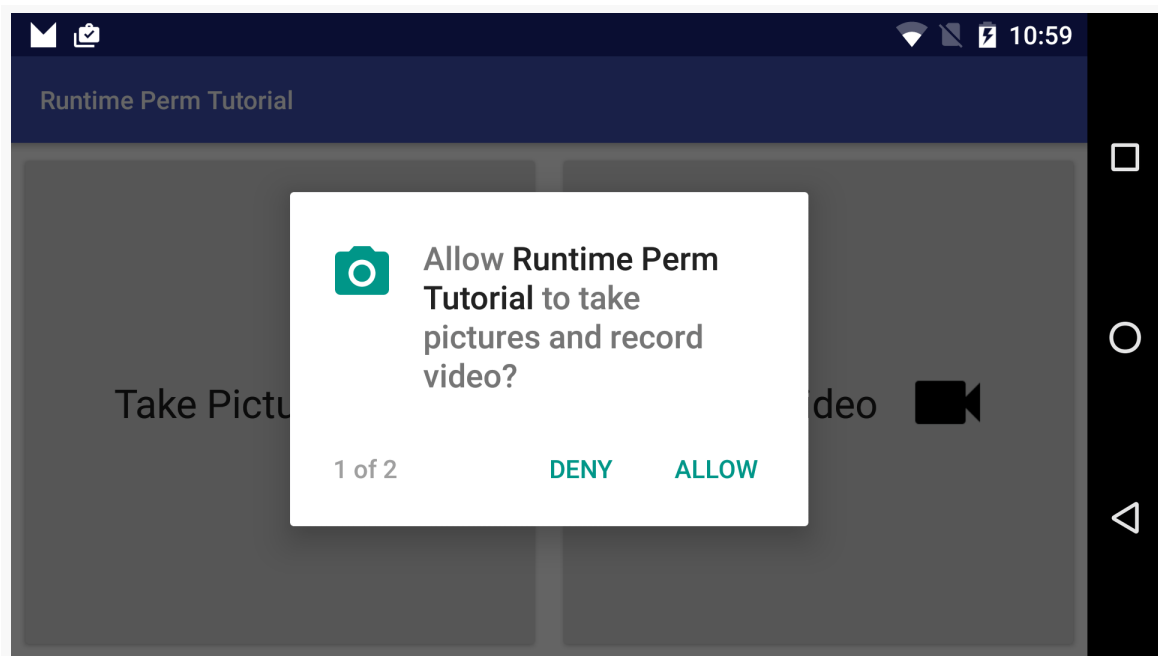 10:59
Runtime Perm Tutorial
Allow Runtime Perm
Tutorial to take
pictures and record
video?
Take Pictu
deo
1 of 2
DENY
ALLOW